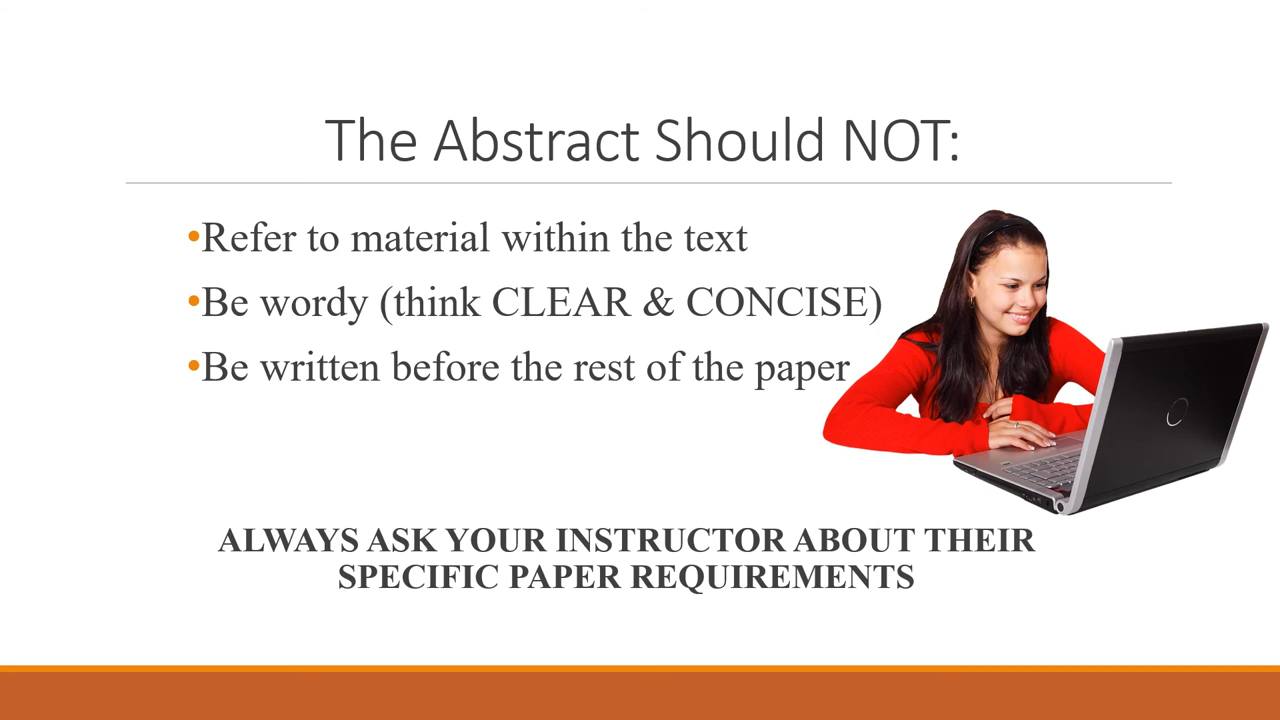 The Abstract Should NOT:
•Refer to material within the text
•Be wordy (think CLEAR & CONCISE)
•Be written before the rest of the paper
ALWAYS ASK YOUR INSTRUCTOR ABOUT THEIR
SPECIFIC PAPER REQUIREMENTS